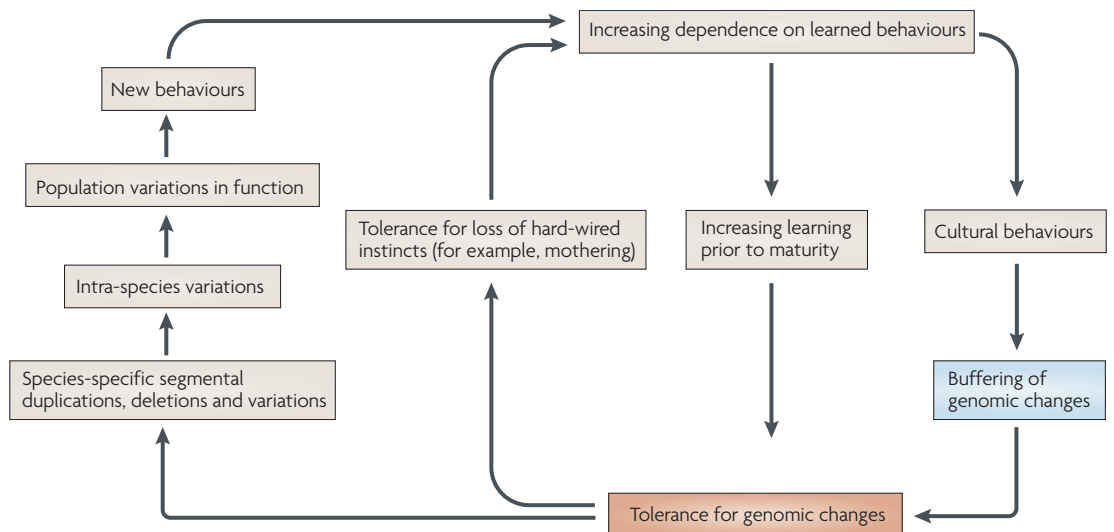 Increasing dependence on learned behaviours
New behaviours
Population variations in function
Tolerance for loss of hard-wired
instincts (for example, mothering)
Increasing learning
prior to maturity
Cultural behaviours
Intra-species variations
Species-specific segmental
duplications, deletions and variations
Buffering of
genomic changes
Tolerance for genomic changes